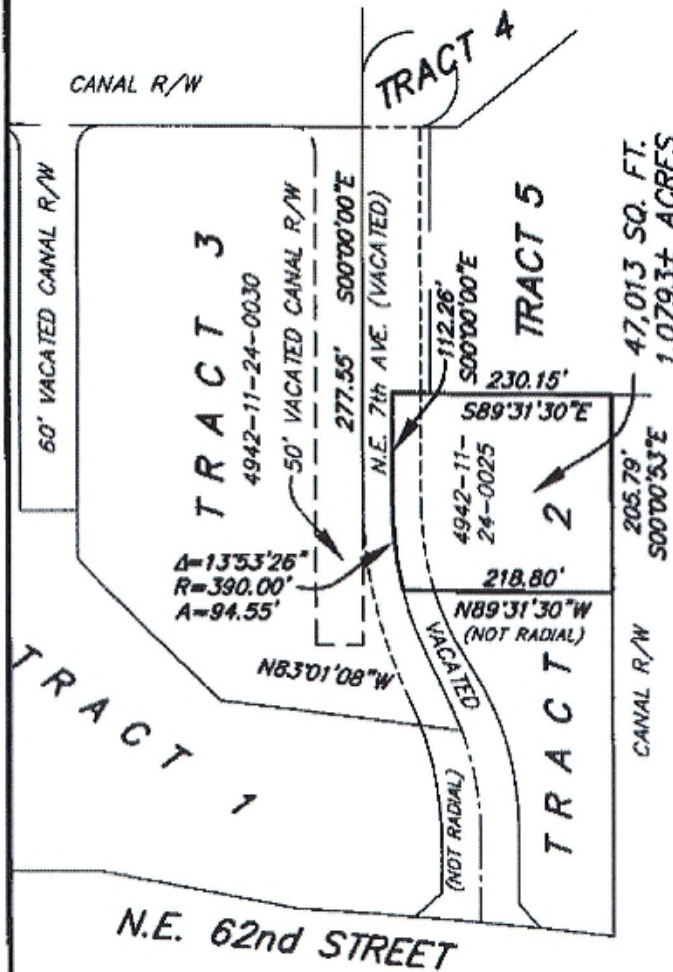 CANAL R/W
TRACT 4
60' VACATED CANAL R/W
TRACT 3
4942-11-24-0030
50' VACATED CANAL R/W
277.55' S00°00'00"E
N.E. 7th AVE. (VACATED)
112.26'
S00°00'00"E
TRACT 5
47,013 SQ. FT.
1.0793± ACRES
230.15'
S89°31'30"E
4942-11-
24-0025
2
205.79'
S00°00'53"E
Δ=13°53'26"
R=390.00'
A=94.55'
218.80'
N89°31'30"W
(NOT RADIAL)
N83°01'08"W
VACATED
TRACT 1
TRACT
CANAL R/W
(NOT RADIAL)
N.E. 62nd STREET